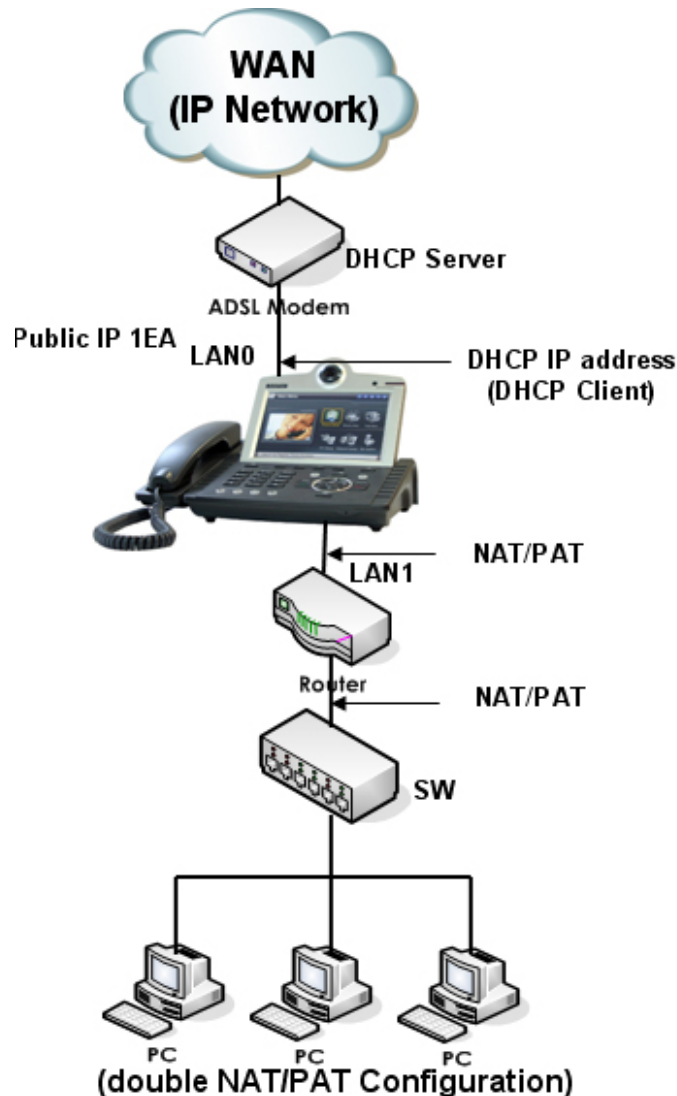 WAN
(IP Network)
DHCP Server
ADSL Modem
Public IP 1EA
LAN0
DHCP IP address
(DHCP Client)
NAT/PAT
LAN1
Router
NAT/PAT
SW
PC
PC
PC
(double NAT/PAT Configuration)